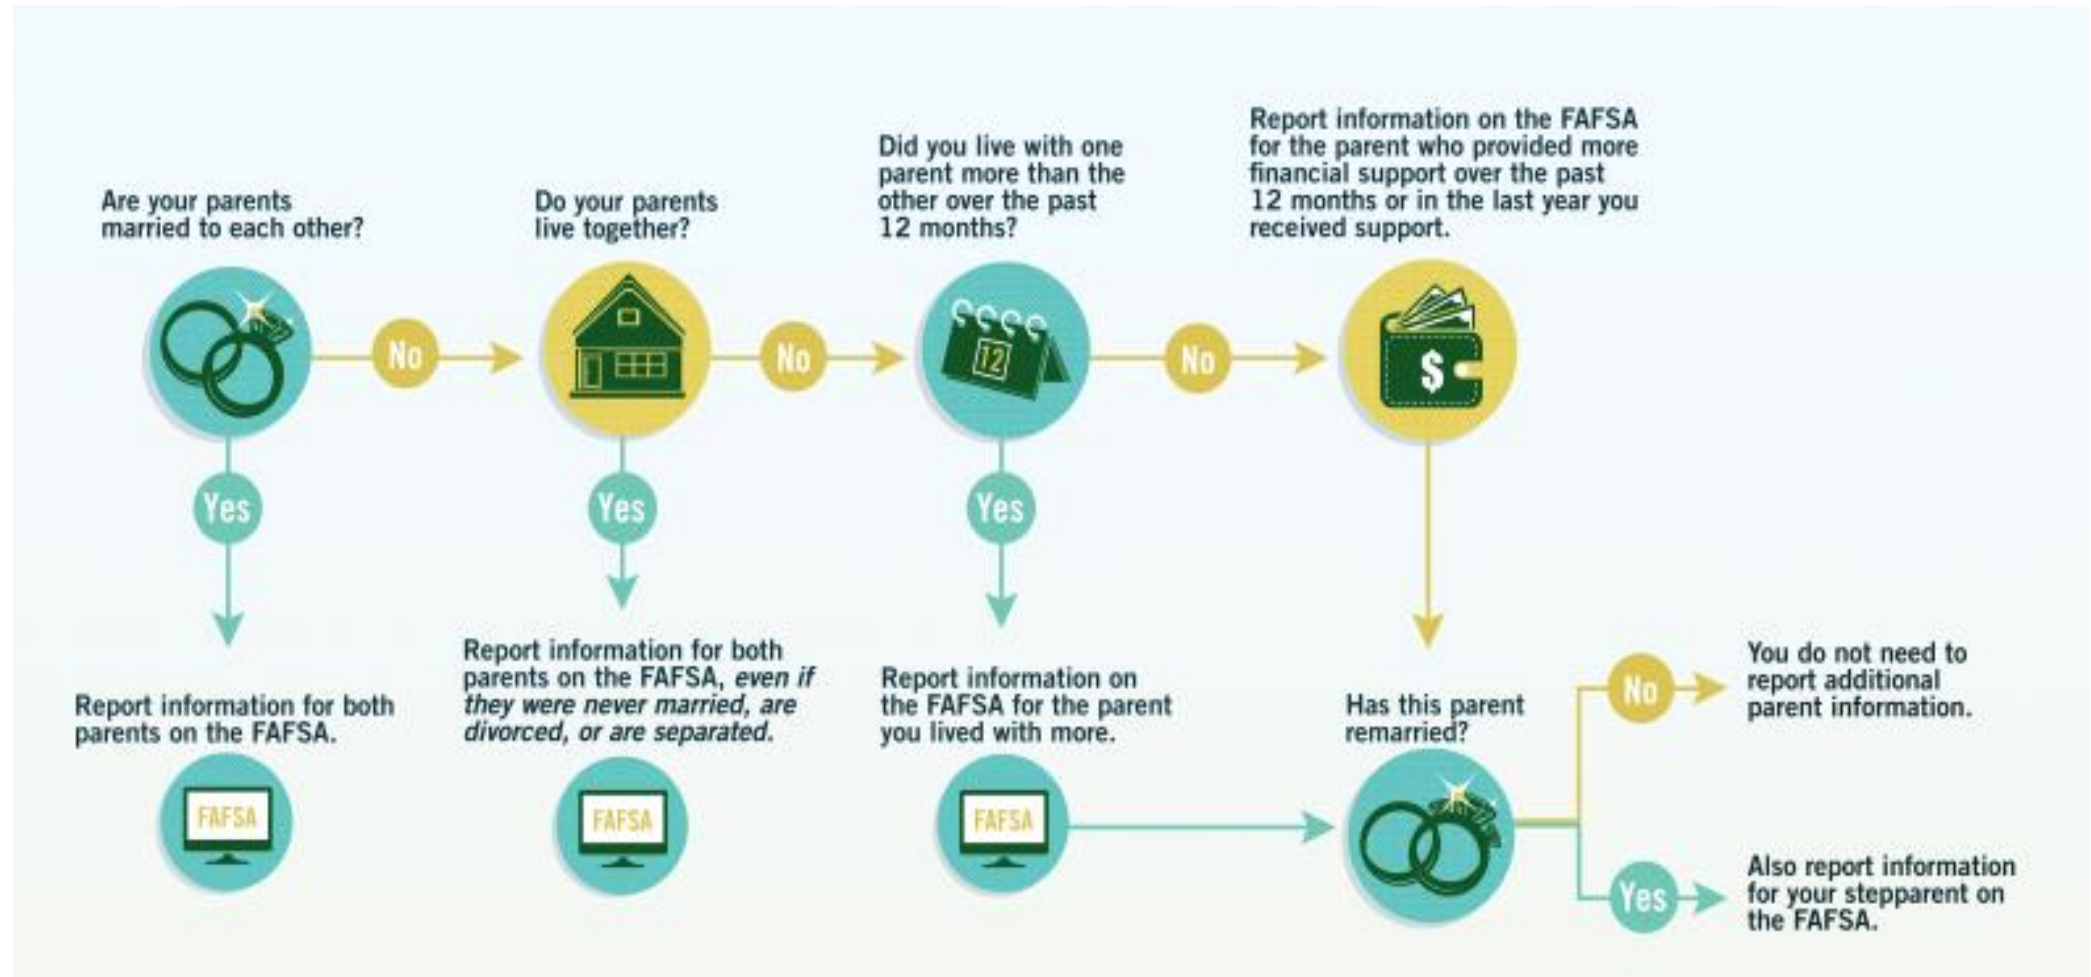 Are your parents
married to each other?
Do your parents
live together?
Did you live with one
parent more than the
other over the past
12 months?
Report information on the FAFSA
for the parent who provided more
financial support over the past
12 months or in the last year you
received support.
No
No
12
No
$
Yes
Yes
Yes
Report information for both
parents on the FAFSA.
FAFSA
Report information for both
parents on the FAFSA, even if
they were never married, are
divorced, or are separated.
FAFSA
Report information on
the FAFSA for the parent
you lived with more.
FAFSA
Has this parent
remarried?
No
You do not need to
report additional
parent information.
Yes
Also report information
for your stepparent on
the FAFSA.